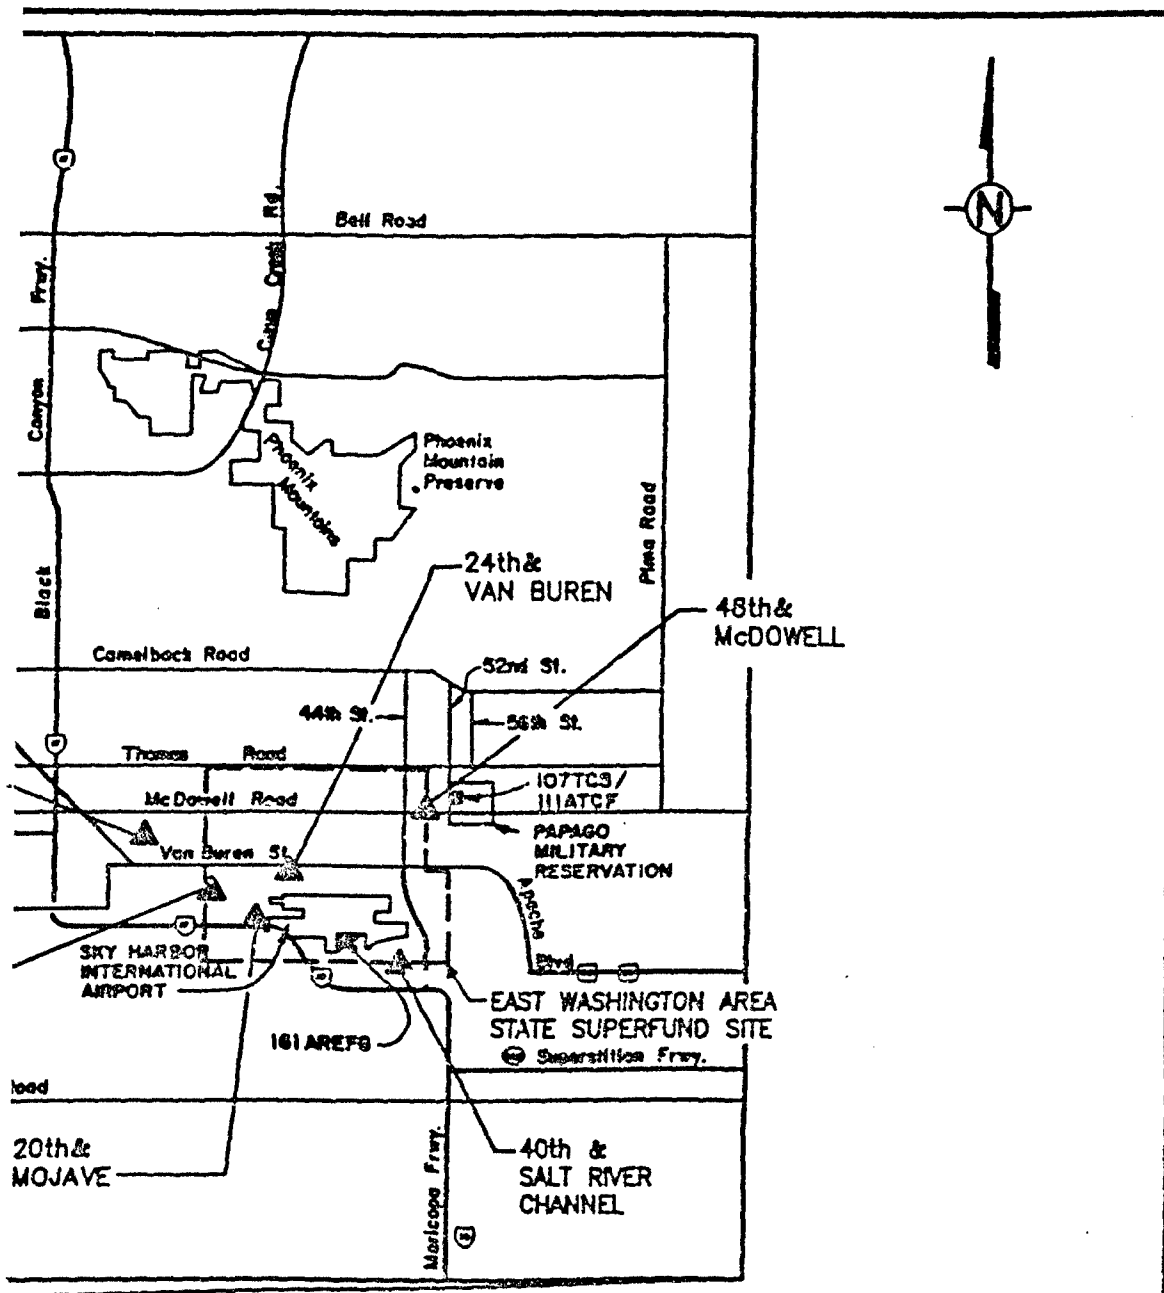 N
Bell Road
Cave Creek Rd.
Black Canyon Frwy.
Phoenix
Mountains
Phoenix
Mountain
Preserve
Pima Road
24th &
VAN BUREN
48th &
McDOWELL
Camelback Road
52nd St.
44th St.
56th St.
Thomas Road
107TCS/
111ATCF
McDowell Road
PAPAGO
MILITARY
RESERVATION
Van Buren St.
Apache
Blvd
SKY HARBOR
INTERNATIONAL
AIRPORT
EAST WASHINGTON AREA
STATE SUPERFUND SITE
161 AREFG
Superstition Frwy.
Road
20th &
MOJAVE
40th &
SALT RIVER
CHANNEL
Maricopa Frwy.